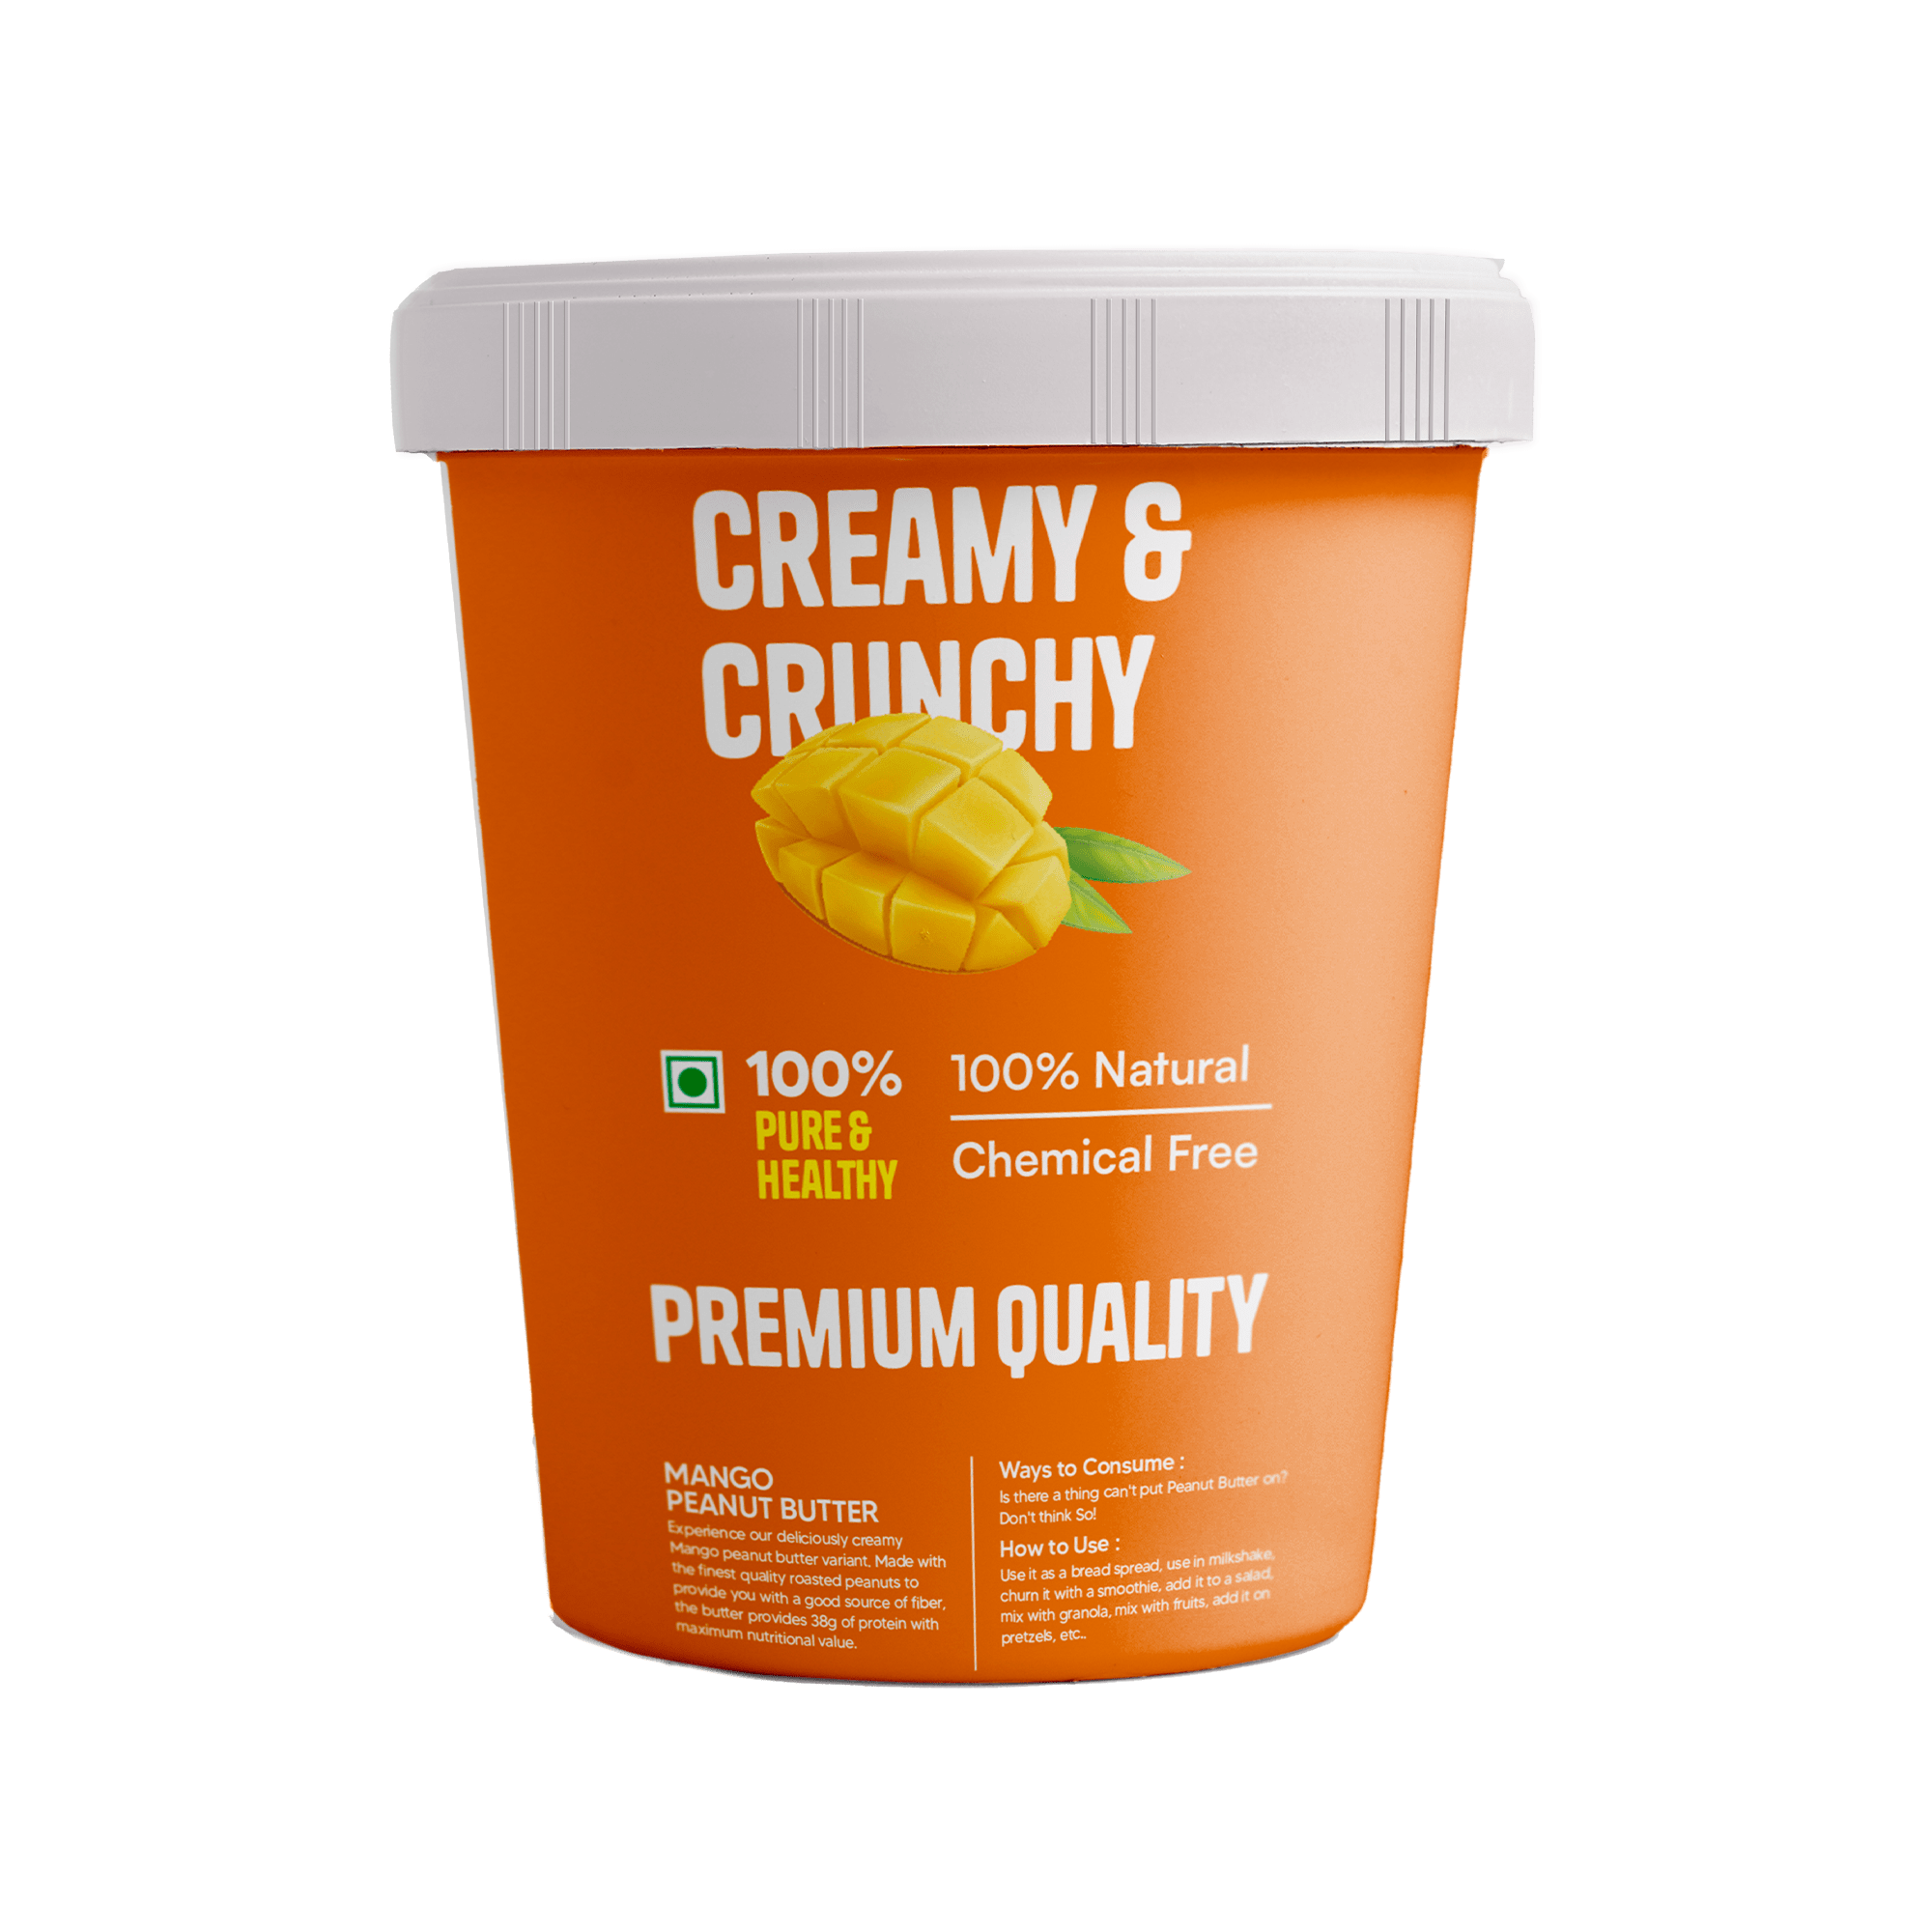 CREAMY &
CRUNCHY
100%
PURE &
HEALTHY
100% Natural
Chemical Free
PREMIUM QUALITY
MANGO
PEANUT BUTTER
Experience our deliciously creamy
Mango peanut butter variant. Made with
the finest quality roasted peanuts to
provide you with a good source of fiber,
the butter provides 38g of protein with
maximum nutritional value.
Ways to Consume :
Is there a thing can't put Peanut Butter on?
Don't think So!
How to Use :
Use it as a bread spread, use in milkshake,
churn it with a smoothie, add it to a salad,
mix with granola, mix with fruits, add it on
pretzels, etc..